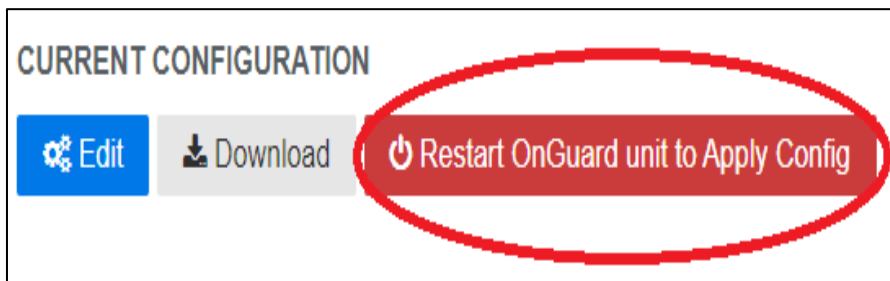 CURRENT CONFIGURATION
Edit Download Restart OnGuard unit to Apply Config